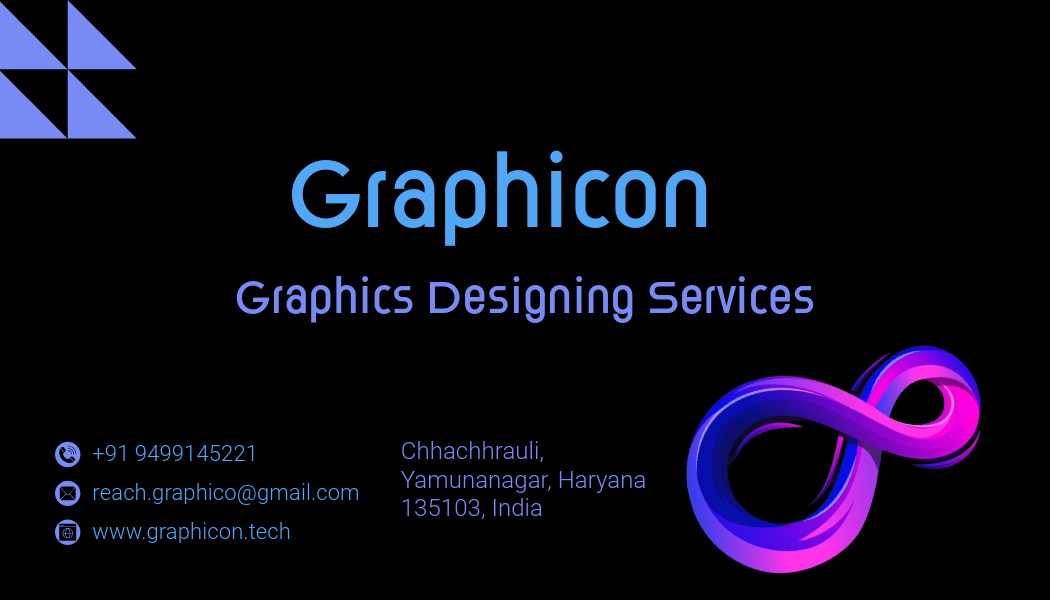 Graphicon
Graphics Designing Services
+91 9499145221
reach.graphico@gmail.com
www.graphicon.tech
Chhachhrauli,
Yamunanagar, Haryana
135103, India